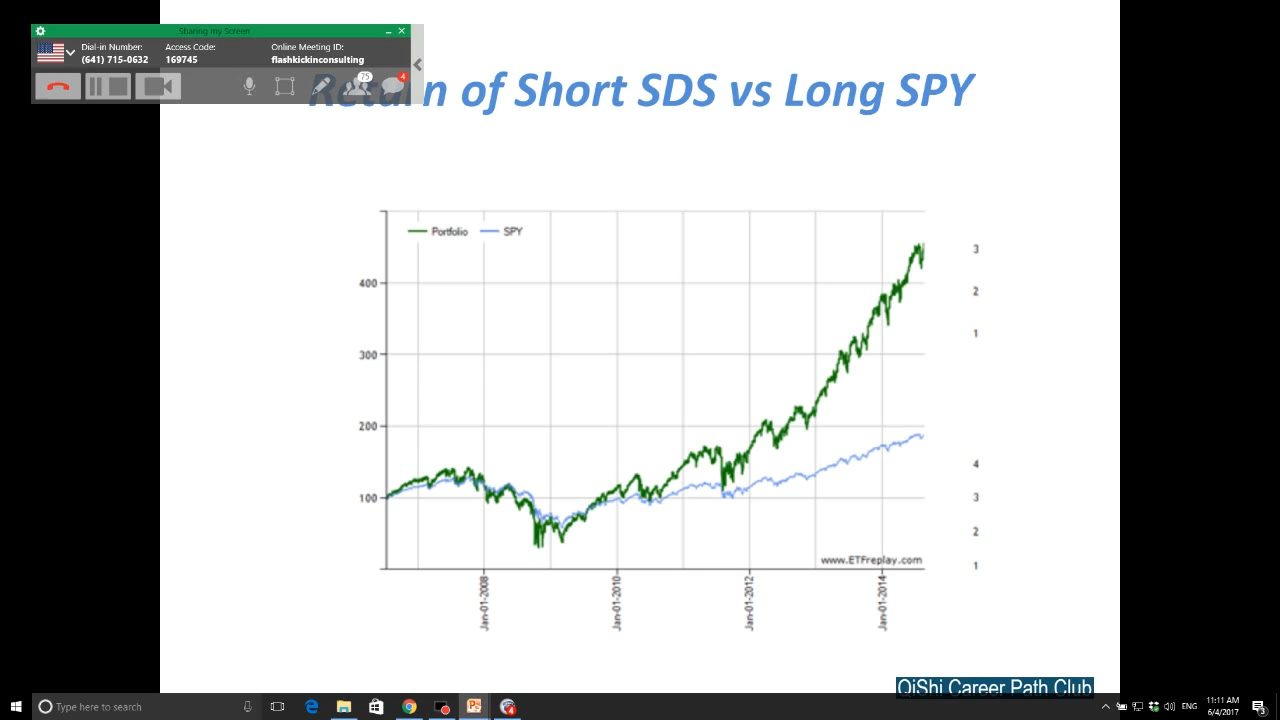 Sharing my Screen
Dial-in Number:
(641) 715-0632
Access Code:
169745
Online Meeting ID:
flashkickinconsulting
75
4
Return of Short SDS vs Long SPY
Portfolio
SPY
400
300
200
100
3
2
1
4
3
2
1
www.ETFreplay.com
Jan-01-2008
Jan-01-2010
Jan-01-2012
Jan-01-2014
QiShi Career Path Club
Type here to search
4
ENG
11:11 AM
6/4/2017